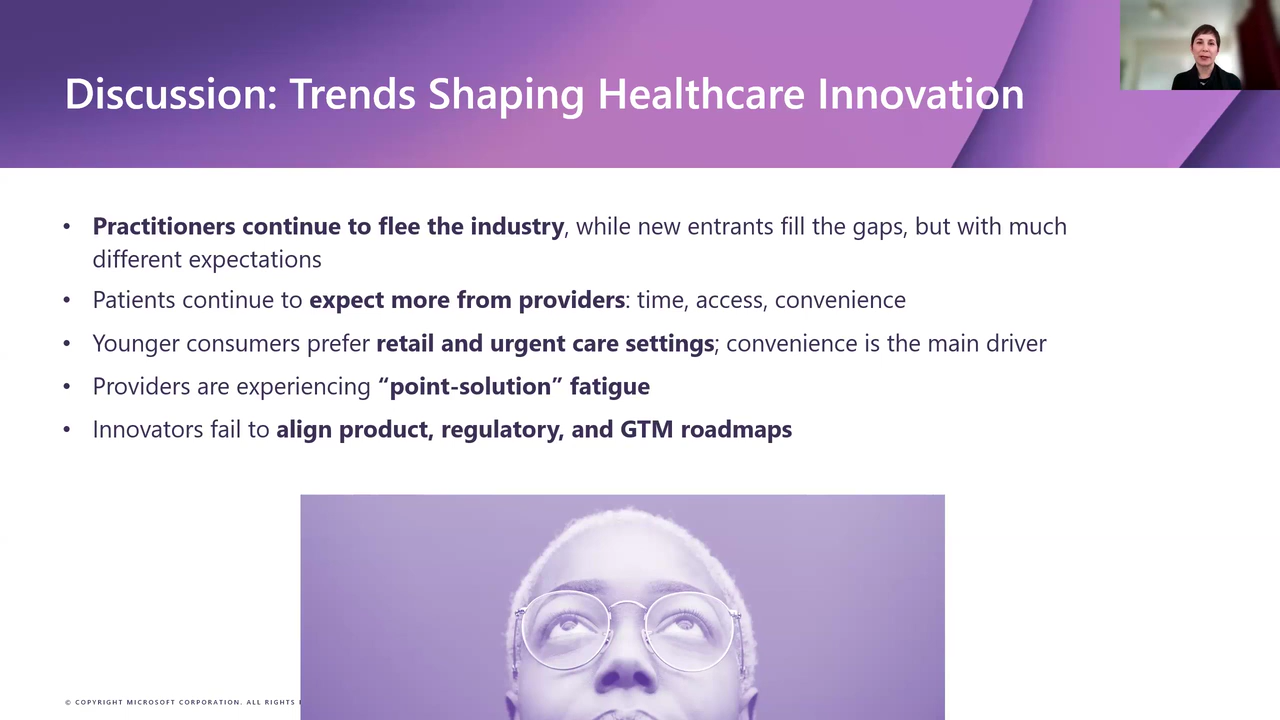 Discussion: Trends Shaping Healthcare Innovation
• Practitioners continue to flee the industry, while new entrants fill the gaps, but with much
different expectations
• Patients continue to expect more from providers: time, access, convenience
• Younger consumers prefer retail and urgent care settings; convenience is the main driver
• Providers are experiencing “point-solution” fatigue
• Innovators fail to align product, regulatory, and GTM roadmaps
© COPYRIGHT MICROSOFT CORPORATION. ALL RIGHTS